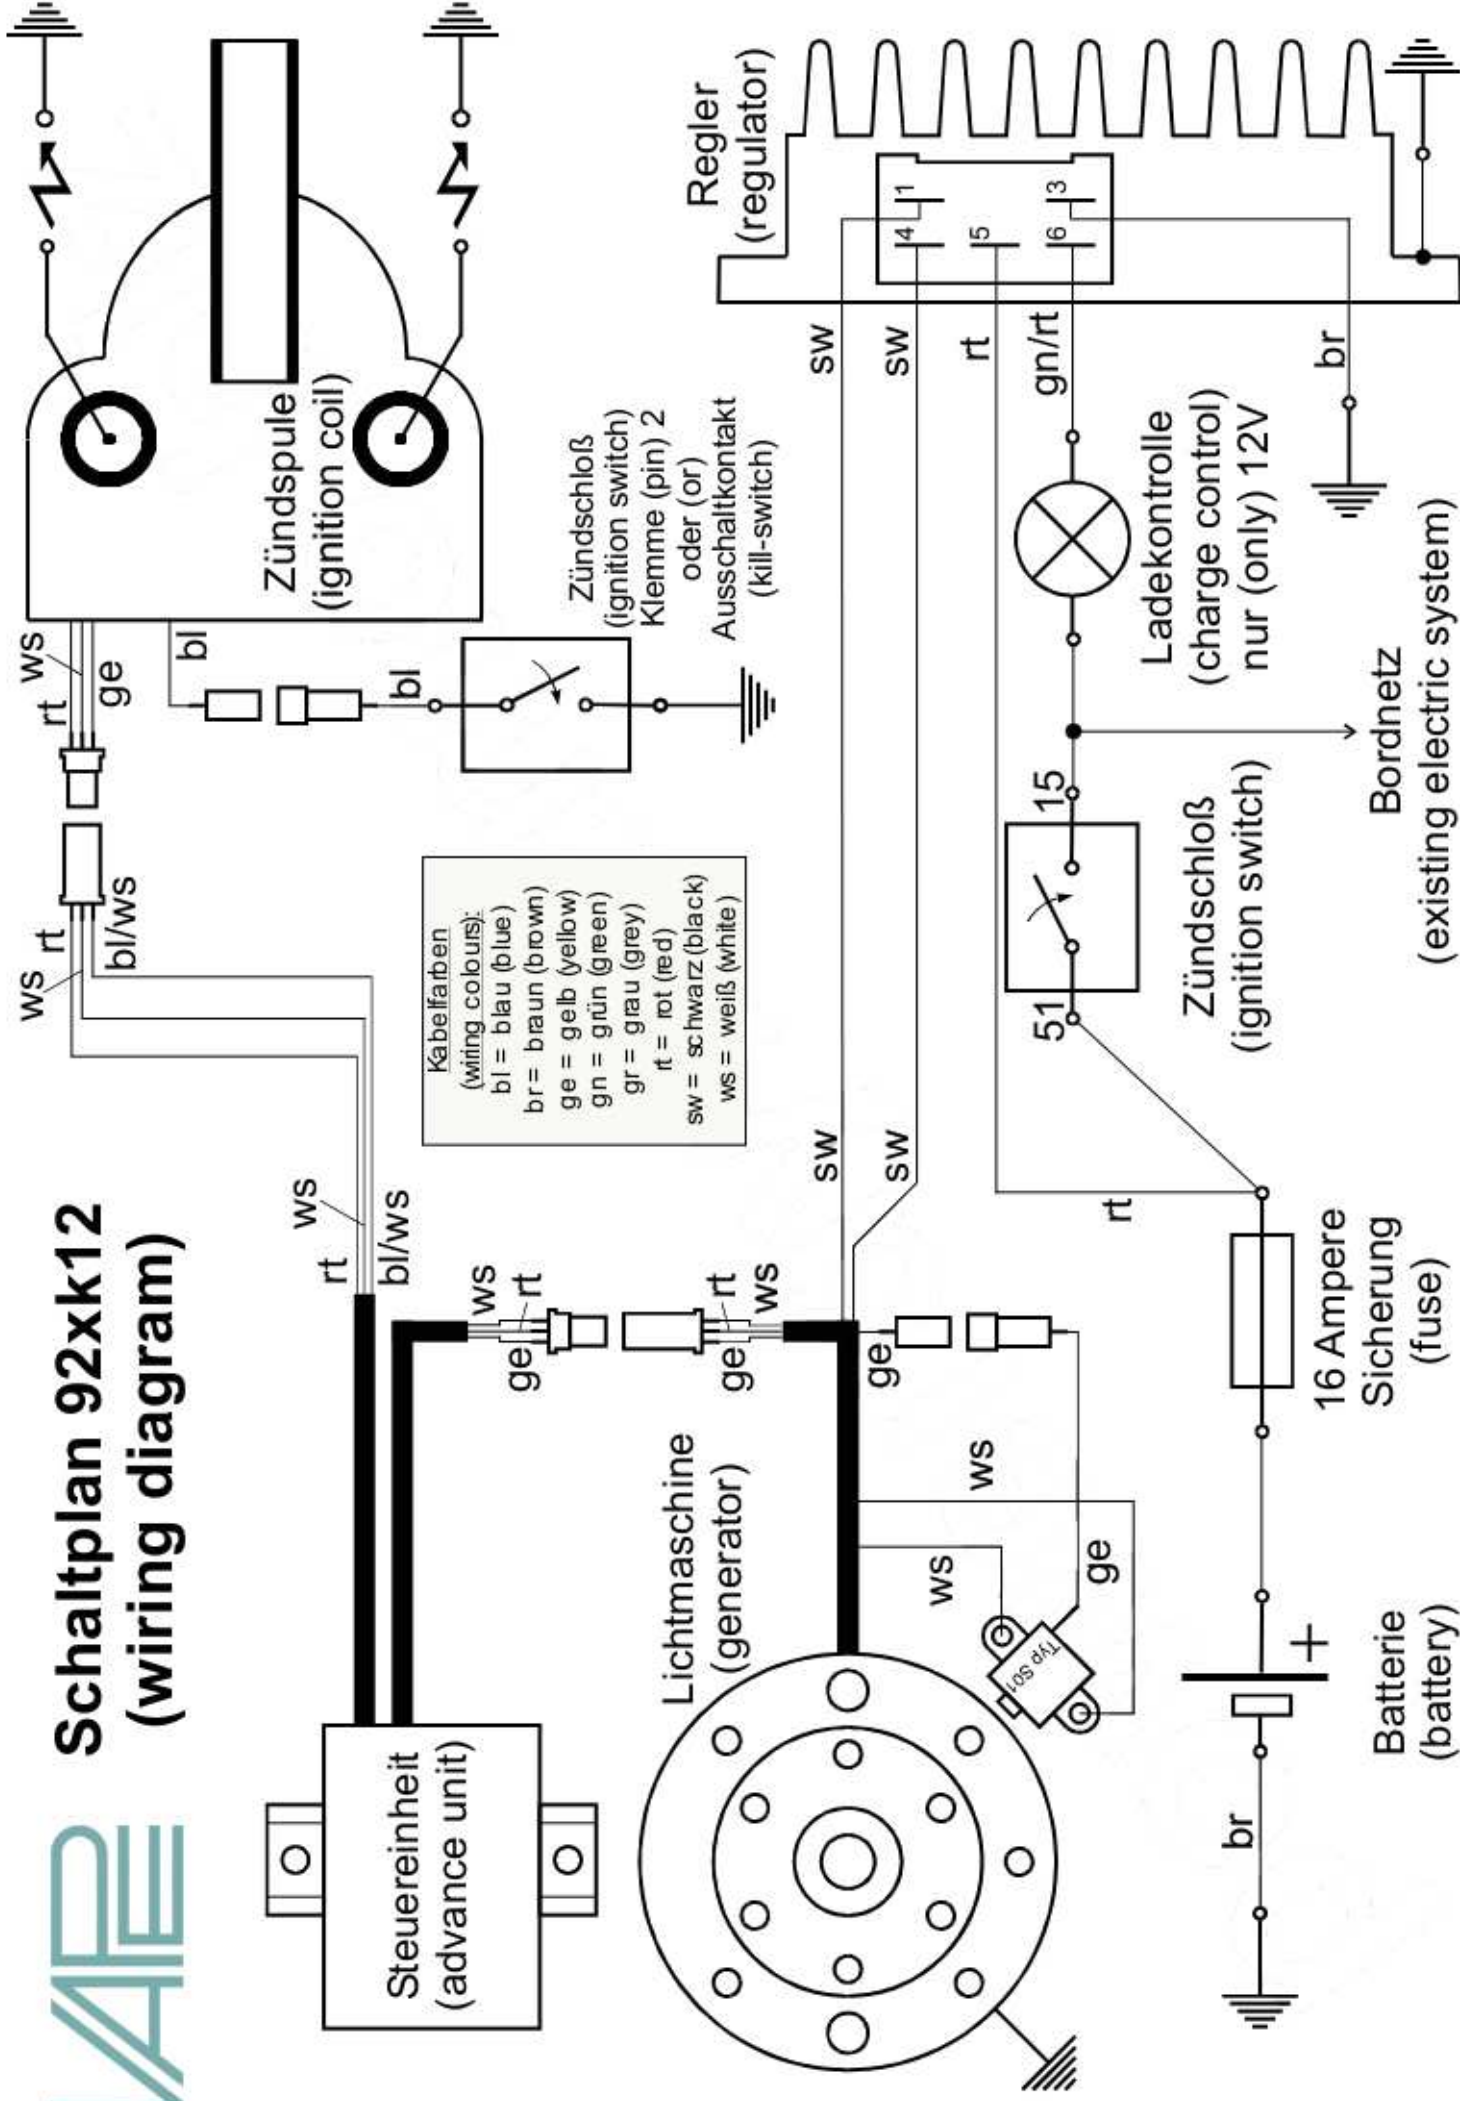 VAPE
Schaltplan 92xk12
(wiring diagram)
Steuereinheit
(advance unit)
rt
ws
bl/ws
ws
rt
bl/ws
rt
ws
ge
bl
bl
Zündspule
(ignition coil)
Zündschloß
(ignition switch)
Klemme (pin) 2
oder (or)
Ausschaltkontakt
(kill-switch)
Kabelfarben
(wiring colours):
bl = blau (blue)
br = braun (brown)
ge = gelb (yellow)
gn = grün (green)
gr = grau (grey)
rt = rot (red)
sw = schwarz (black)
ws = weiß (white)
ws
rt
ge
rt
ge
ws
Lichtmaschine
(generator)
ge
ws
ws
ge
Typ S01
sw
sw
sw
sw
rt
rt
gn/rt
br
Regler
(regulator)
1
4
5
3
6
Ladekontrolle
(charge control)
nur (only) 12V
51
15
Zündschloß
(ignition switch)
Bordnetz
(existing electric system)
16 Ampere
Sicherung
(fuse)
+
Batterie
(battery)
br